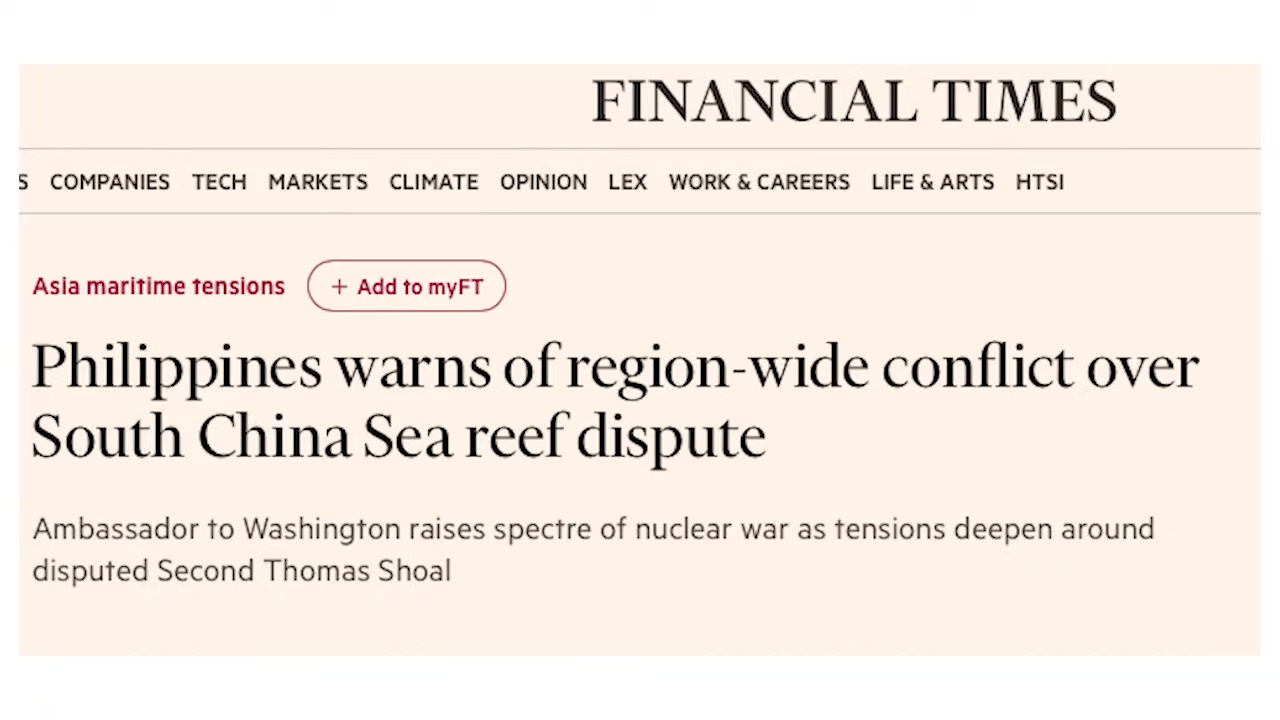 FINANCIAL TIMES
S COMPANIES TECH MARKETS CLIMATE OPINION LEX WORK & CAREERS LIFE & ARTS HTSI
Asia maritime tensions + Add to myFT
Philippines warns of region-wide conflict over
South China Sea reef dispute
Ambassador to Washington raises spectre of nuclear war as tensions deepen around
disputed Second Thomas Shoal